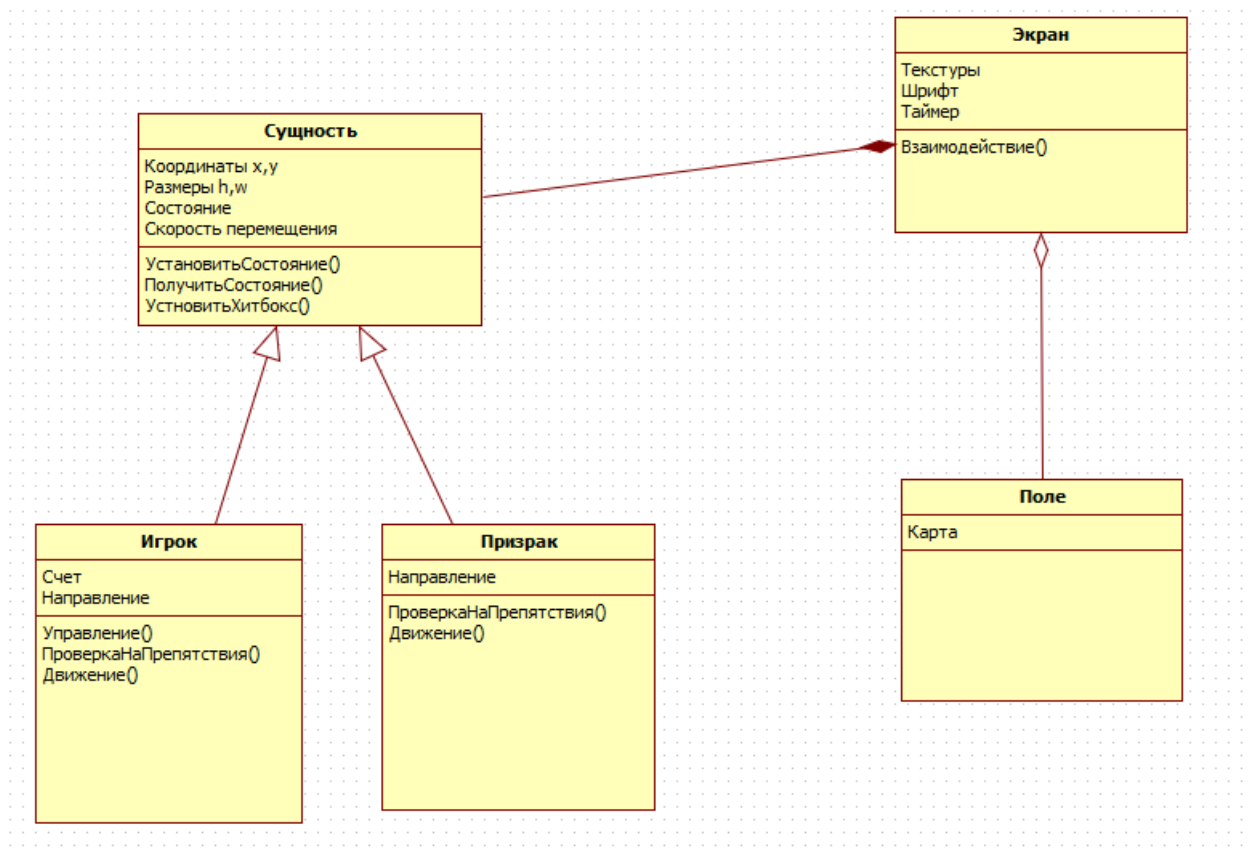 Экран
Текстуры
Шрифт
Таймер
Взаимодействие()
Сущность
Координаты x,y
Размеры h,w
Состояние
Скорость перемещения
УстановитьСостояние()
ПолучитьСостояние()
УстновитьХитбокс()
Игрок
Счет
Направление
Управление()
ПроверкаНаПрепятствия()
Движение()
Призрак
Направление
ПроверкаНаПрепятствия()
Движение()
Поле
Карта